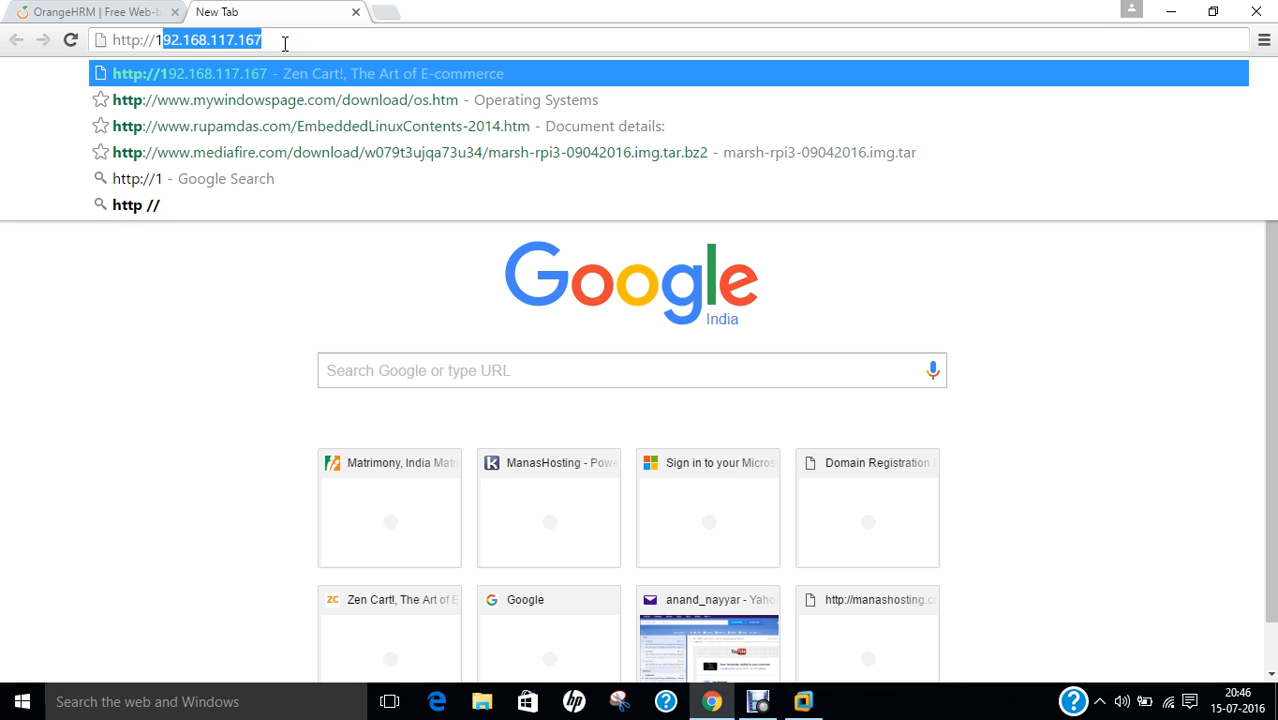 OrangeHRM | Free Web-b
New Tab
http://192.168.117.167
http://192.168.117.167 - Zen Cart!, The Art of E-commerce
http://www.mywindowspage.com/download/os.htm - Operating Systems
http://www.rupamdas.com/EmbeddedLinuxContents-2014.htm - Document details:
http://www.mediafire.com/download/w079t3ujqa73u34/marsh-rpi3-09042016.img.tar.bz2 - marsh-rpi3-09042016.img.tar
http://1 - Google Search
http //
Google
India
Search Google or type URL
Matrimony, India Matr
ManasHosting - Powe
Sign in to your Micros
Domain Registration
ZC Zen Cart!, The Art of E
G Google
anand_nayyar - Yaho
http://manashosting.c
Search the web and Windows
20:46
15-07-2016